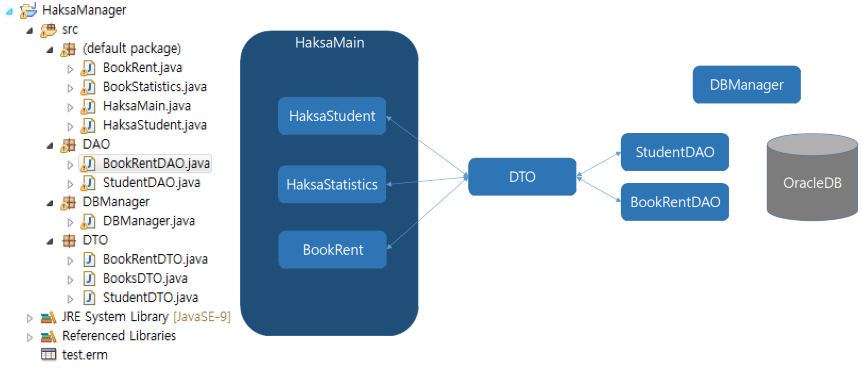 HaksaManager
src
(default package)
BookRent.java
BookStatistics.java
HaksaMain.java
HaksaStudent.java
DAO
BookRentDAO.java
StudentDAO.java
DBManager
DBManager.java
DTO
BookRentDTO.java
BooksDTO.java
StudentDTO.java
JRE System Library [JavaSE-9]
Referenced Libraries
test.erm
HaksaMain
HaksaStudent
HaksaStatistics
BookRent
DTO
StudentDAO
BookRentDAO
DBManager
OracleDB